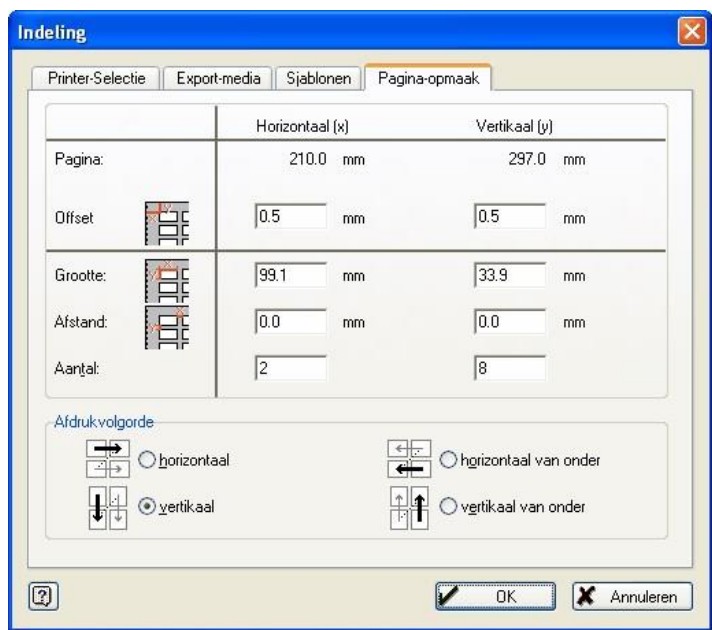 Indeling
Printer-Selectie Export-media Sjablonen Pagina-opmaak
Horizontaal (x) Vertikaal (y)
Pagina: 210.0 mm 297.0 mm
Offset 0.5 mm 0.5 mm
Grootte: 99.1 mm 33.9 mm
Afstand: 0.0 mm 0.0 mm
Aantal: 2 8
Afdrukvolgorde
horizontaal horizontaal van onder
vertikaal vertikaal van onder
? OK Annuleren